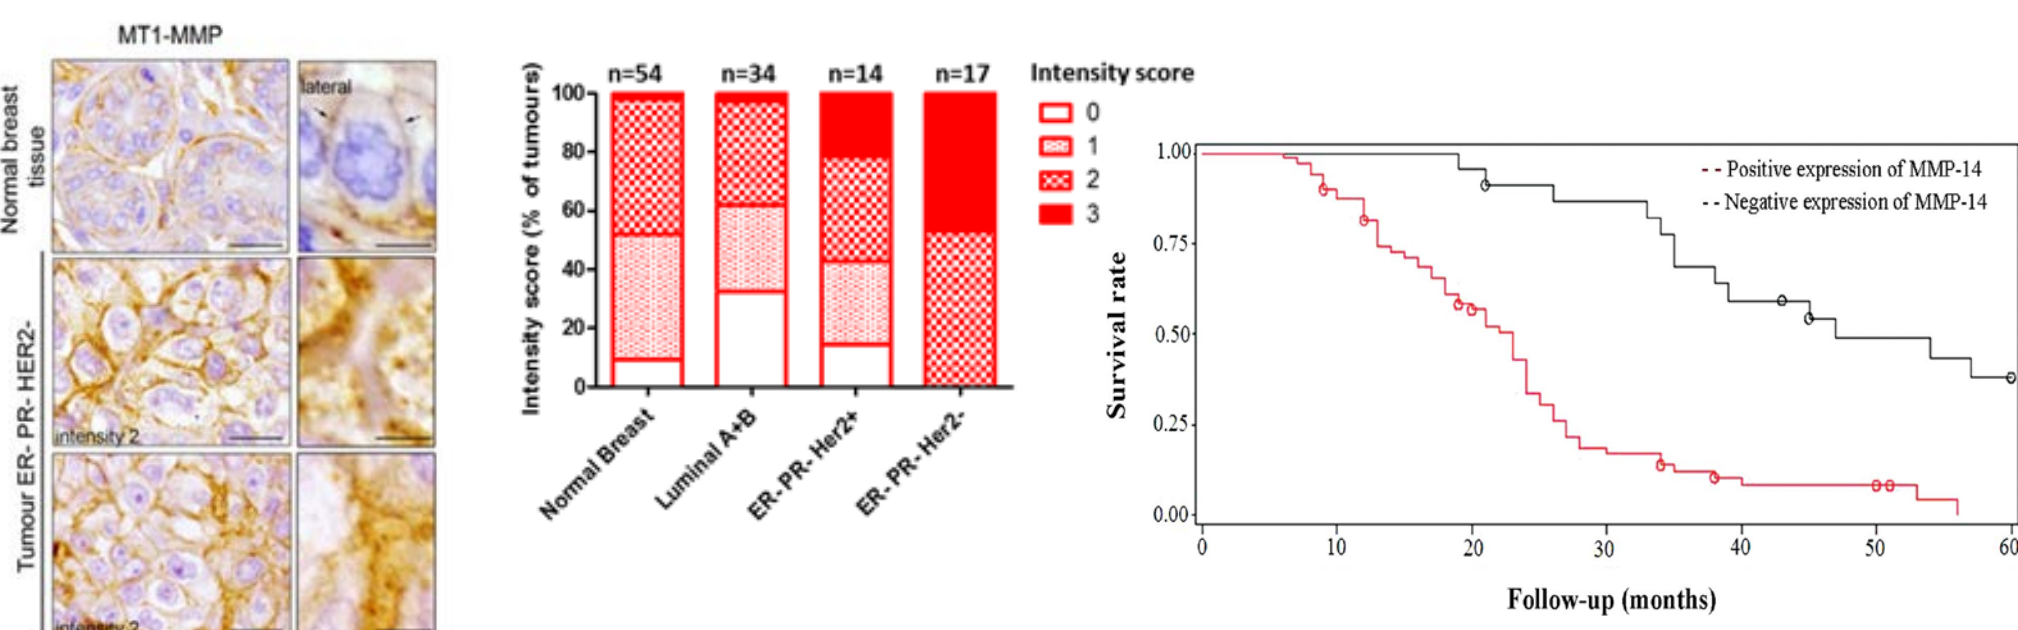 MT1-MMP
Normal breast
tissue
lateral
Tumour ER- PR- HER2-
intensity 2
intensity 2
Intensity score (% of tumours)
n=54
n=34
n=14
n=17
100
80
60
40
20
0
Normal Breast
Luminal A+B
ER- PR- Her2+
ER- PR- Her2-
Intensity score
0
1
2
3
Survival rate
1.00
0.75
0.50
0.25
0.00
-- Positive expression of MMP-14
-- Negative expression of MMP-14
0
10
20
30
40
50
60
Follow-up (months)